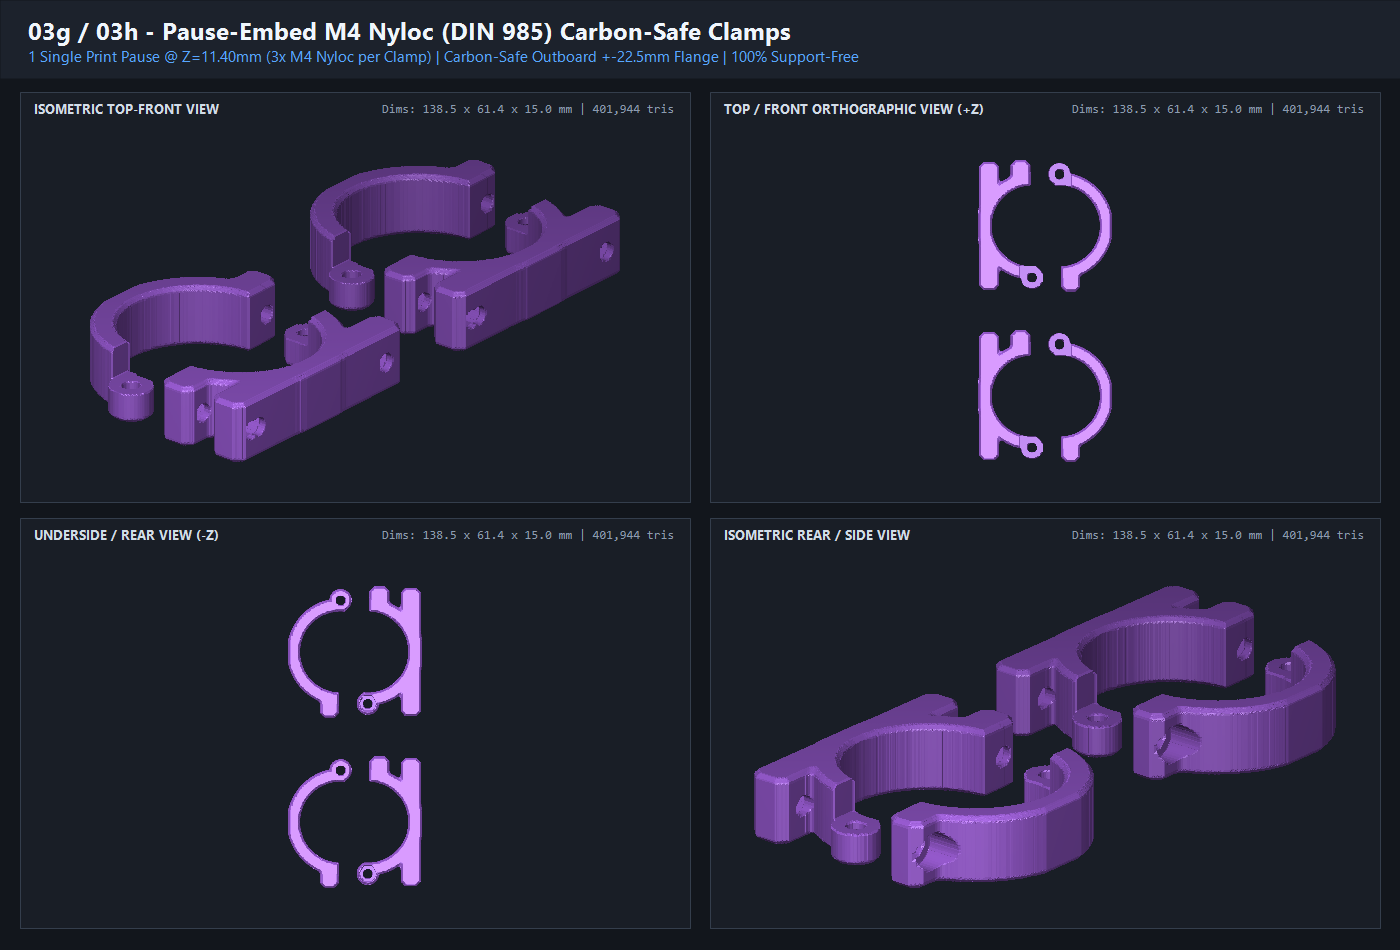 03g / 03h - Pause-Embed M4 Nyloc (DIN 985) Carbon-Safe Clamps
1 Single Print Pause @ Z=11.40mm (3x M4 Nyloc per Clamp) | Carbon-Safe Outboard +-22.5mm Flange | 100% Support-Free
ISOMETRIC TOP-FRONT VIEW
Dims: 138.5 x 61.4 x 15.0 mm | 401,944 tris
TOP / FRONT ORTHOGRAPHIC VIEW (+Z)
Dims: 138.5 x 61.4 x 15.0 mm | 401,944 tris
UNDERSIDE / REAR VIEW (-Z)
Dims: 138.5 x 61.4 x 15.0 mm | 401,944 tris
ISOMETRIC REAR / SIDE VIEW
Dims: 138.5 x 61.4 x 15.0 mm | 401,944 tris